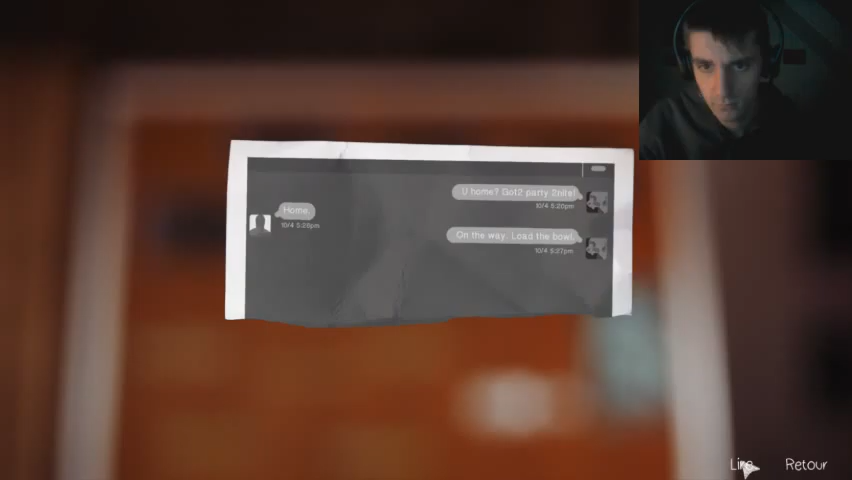 U home? Got2 party 2nite!
10/4 5:20pm
Home.
10/4 5:25pm
On the way. Load the bowl.
10/4 5:27pm
Lire
Retour